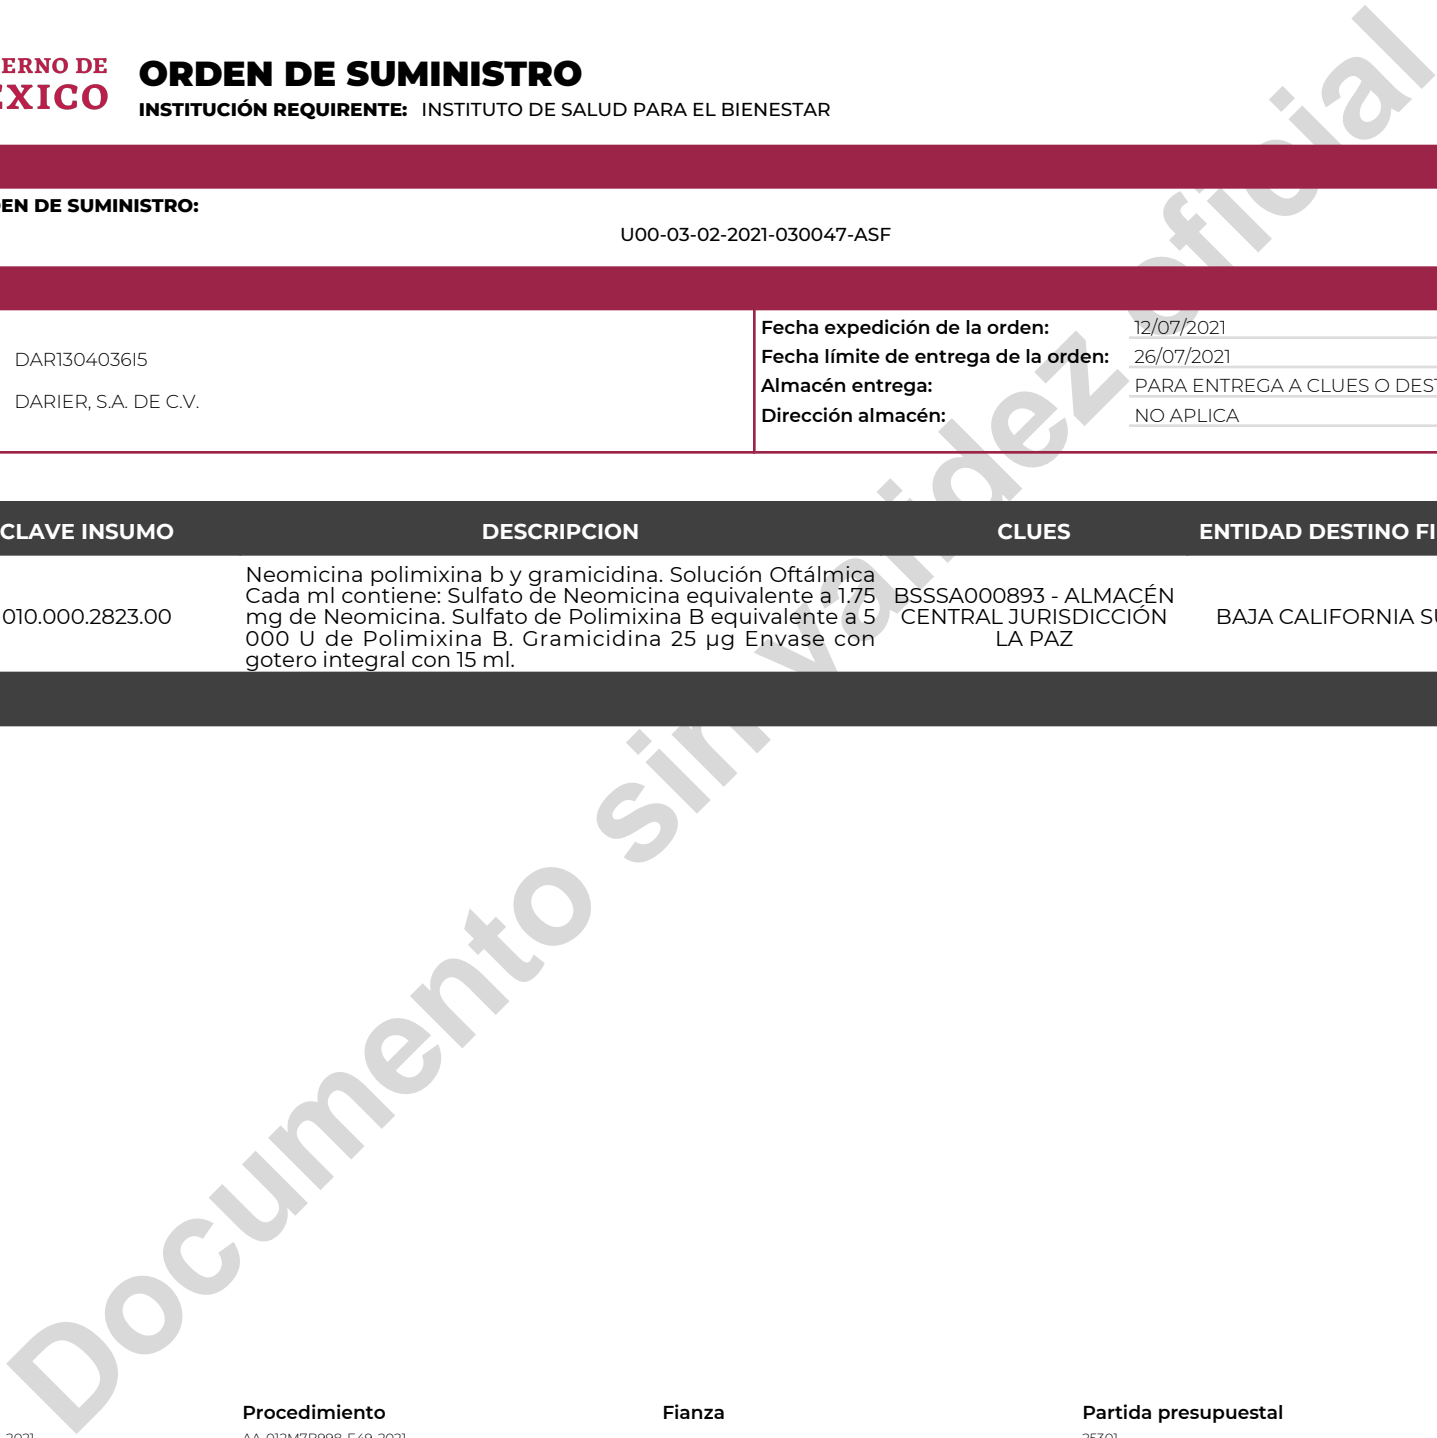 ERNO DE
ORDEN DE SUMINISTRO
INSTITUCIÓN REQUIRENTE: INSTITUTO DE SALUD PARA EL BIENESTAR
EN DE SUMINISTRO:
U00-03-02-2021-030047-ASF
DAR1304036I5
DARIER, S.A. DE C.V.
Fecha expedición de la orden: 12/07/2021
Fecha límite de entrega de la orden: 26/07/2021
Almacén entrega: PARA ENTREGA A CLUES O DEST
Dirección almacén: NO APLICA
CLAVE INSUMO DESCRIPCION CLUES ENTIDAD DESTINO FI
010.000.2823.00
Neomicina polimixina b y gramicidina. Solución Oftálmica
Cada ml contiene: Sulfato de Neomicina equivalente a 1.75
mg de Neomicina. Sulfato de Polimixina B equivalente a 5
000 U de Polimixina B. Gramicidina 25 µg Envase con
gotero integral con 15 ml.
BSSSA000893 - ALMACÉN
CENTRAL JURISDICCIÓN
LA PAZ
BAJA CALIFORNIA SU
Documento sin validez oficial
Procedimiento Fianza Partida presupuestal